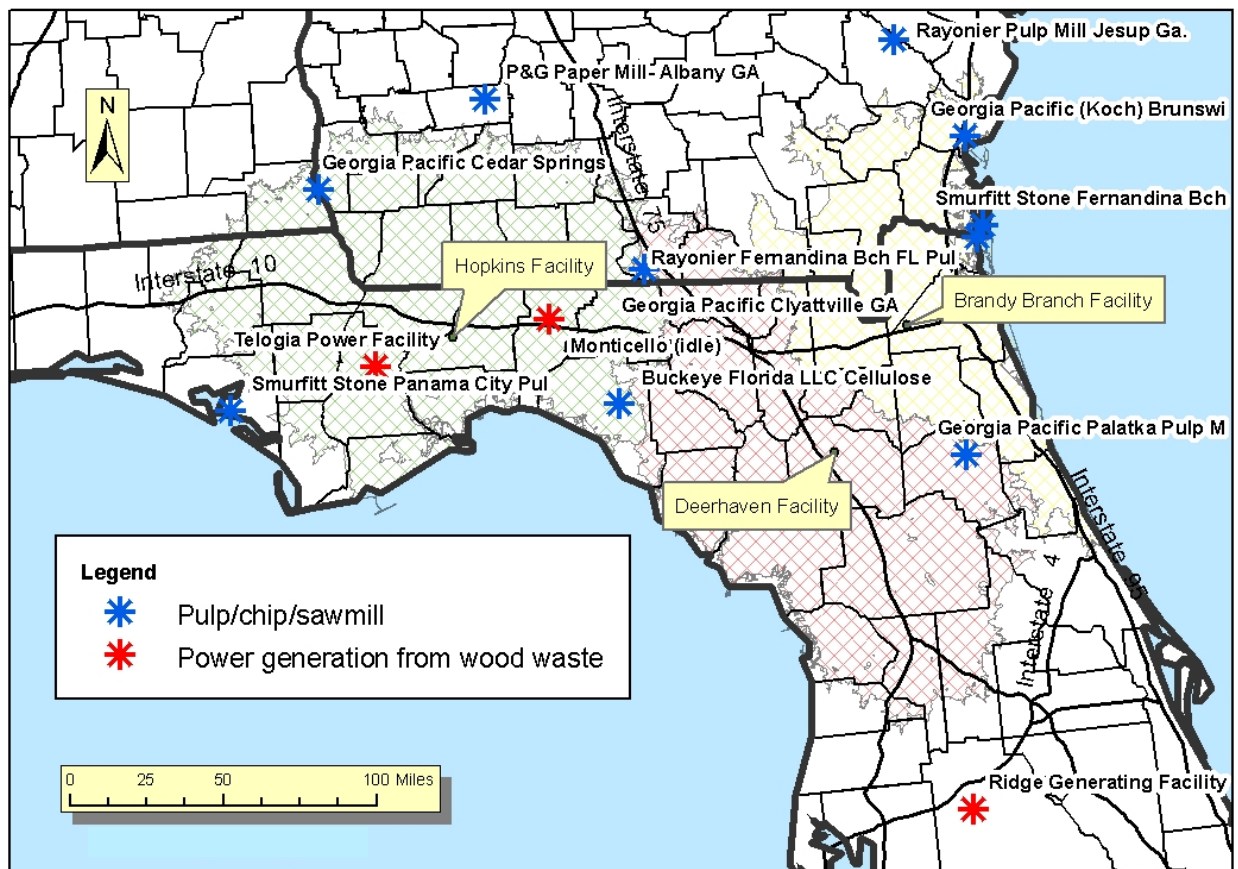 Rayonier Pulp Mill Jesup Ga.
P&G Paper Mill- Albany GA
N
Interstate 75
Georgia Pacific (Koch) Brunswi
Georgia Pacific Cedar Springs
Smurfitt Stone Fernandina Bch
Interstate 10
Hopkins Facility
Rayonier Fernandina Bch FL Pul
Georgia Pacific Clyattville GA
Brandy Branch Facility
Telogia Power Facility
Monticello (idle)
Smurfitt Stone Panama City Pul
Buckeye Florida LLC Cellulose
Georgia Pacific Palatka Pulp M
Deerhaven Facility
Interstate 95
Interstate 4
Legend
Pulp/chip/sawmill
Power generation from wood waste
0 25 50 100 Miles
Ridge Generating Facility